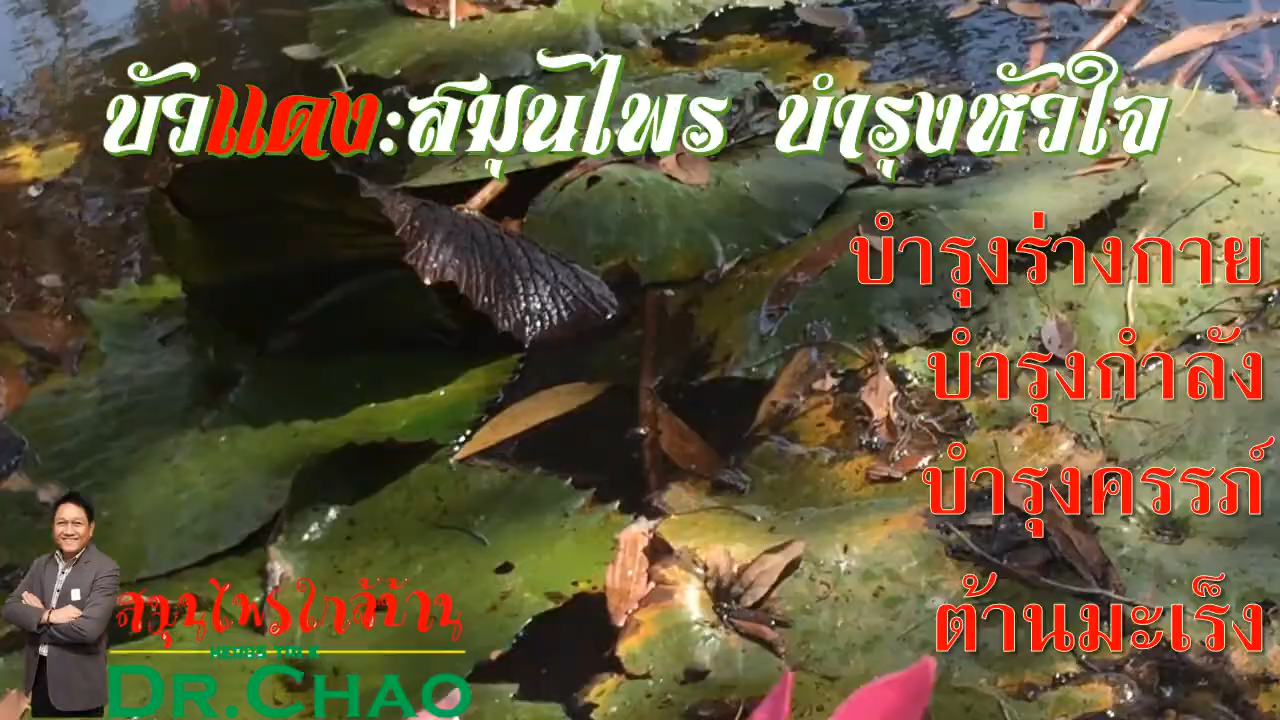 บัวแดง:สมุนไพร บำรุงหัวใจ
บำรุงร่างกาย
บำรุงกำลัง
บำรุงครรภ์
ต้านมะเร็ง
สมุนไพรใกล้บ้าน
DR.CHAO